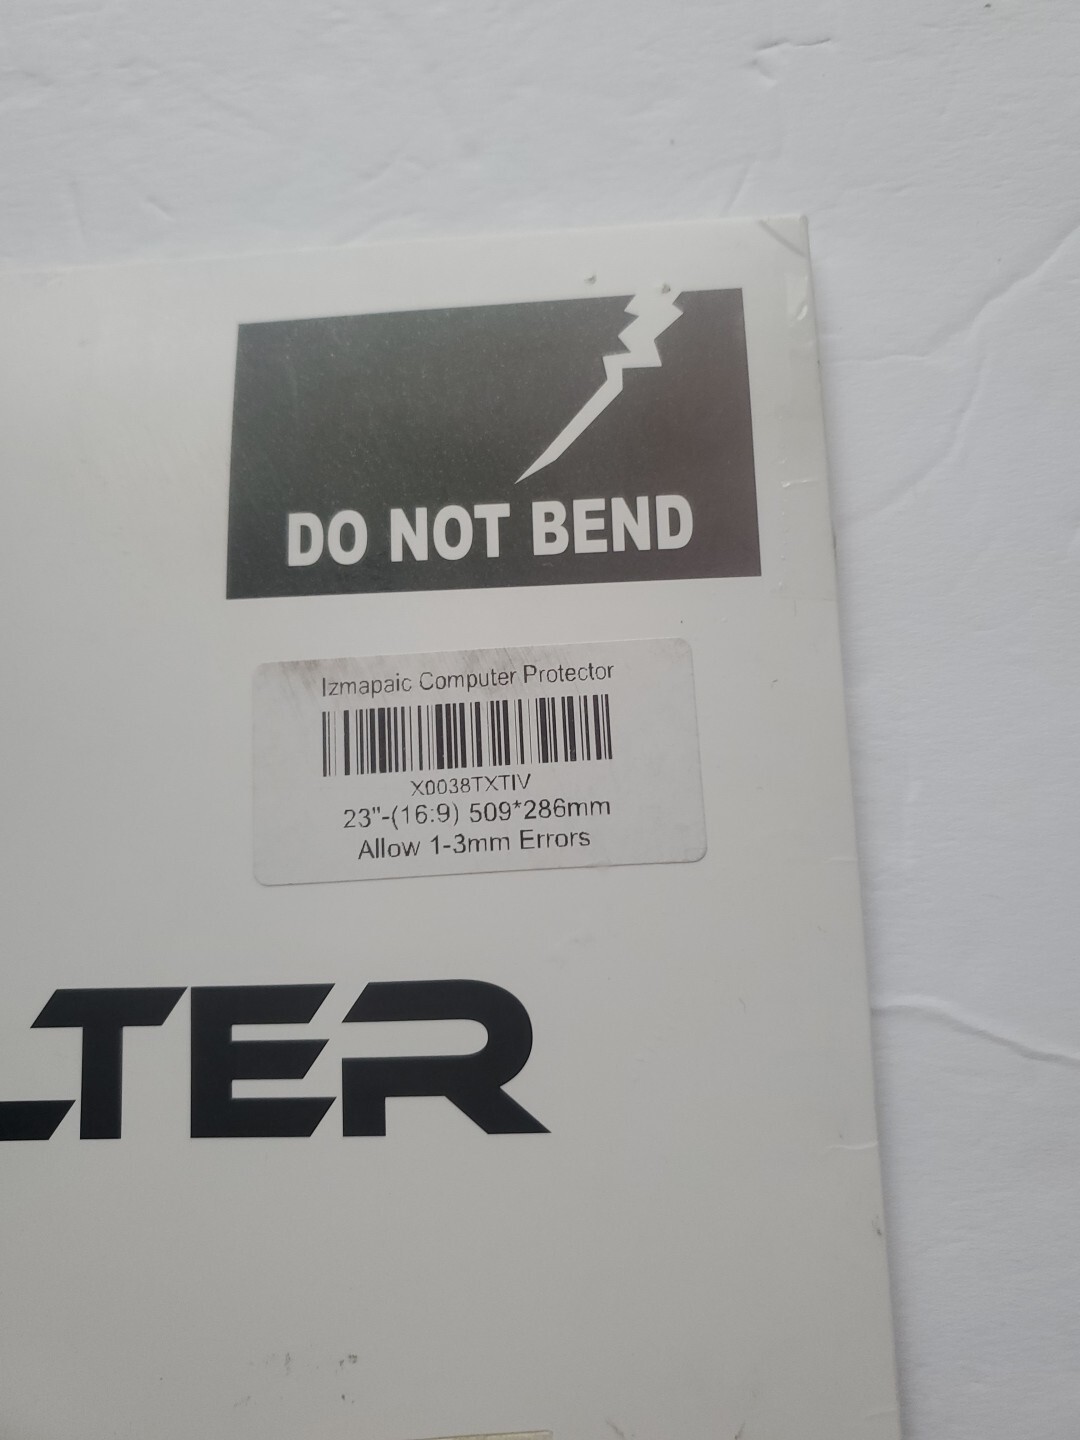 DO NOT BEND
Izmapaic Computer Protector
X0038TXTIV
23"-(16:9) 509*286mm
Allow 1-3mm Errors
LTER